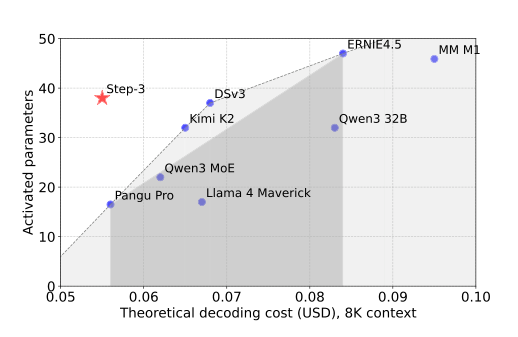 50
40
30
20
10
0
Activated parameters
ERNIE4.5
MM M1
Step-3
DSv3
Kimi K2
Qwen3 32B
Qwen3 MoE
Pangu Pro
Llama 4 Maverick
0.05 0.06 0.07 0.08 0.09 0.10
Theoretical decoding cost (USD), 8K context